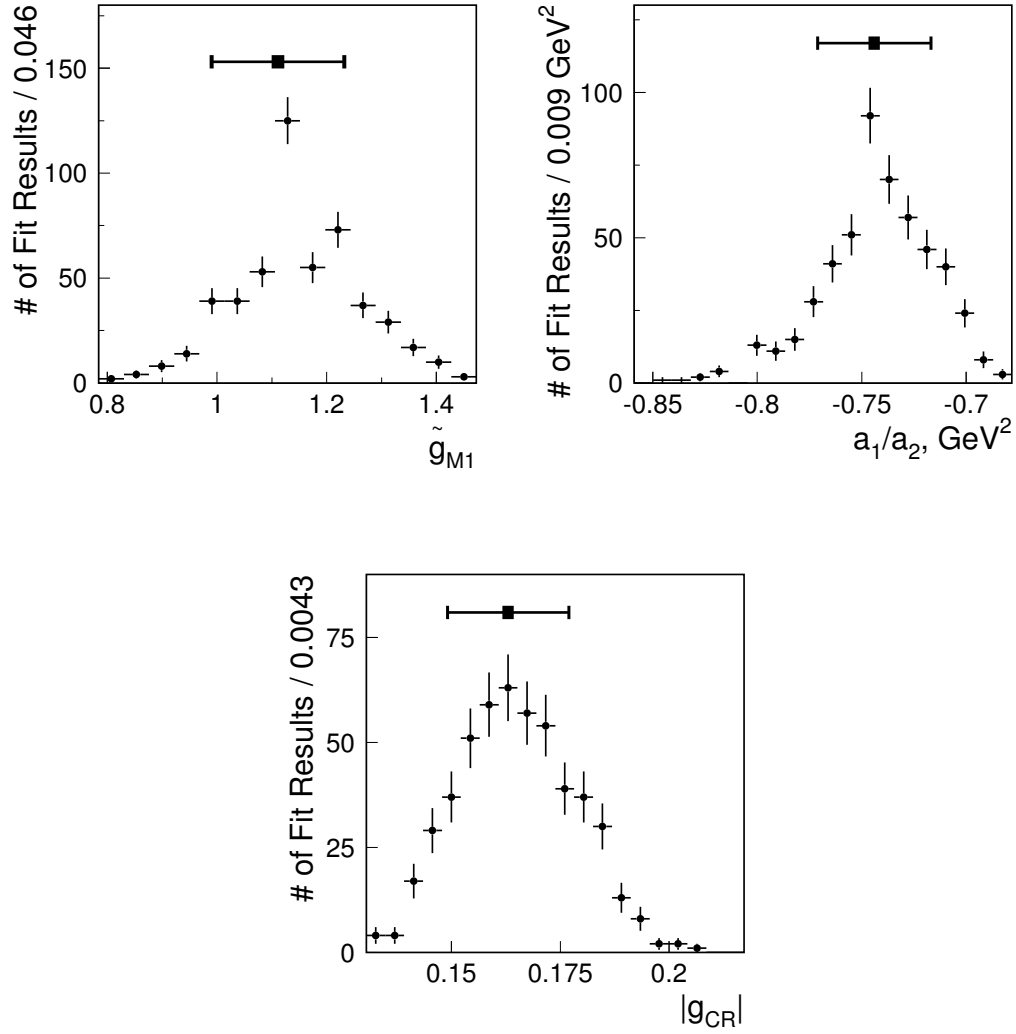 # of Fit Results / 0.046
150
100
50
0
0.8 1 1.2 1.4
g̃M1
# of Fit Results / 0.009 GeV²
100
50
0
-0.85 -0.8 -0.75 -0.7
a₁/a₂, GeV²
# of Fit Results / 0.0043
75
50
25
0
0.15 0.175 0.2
|gCR|